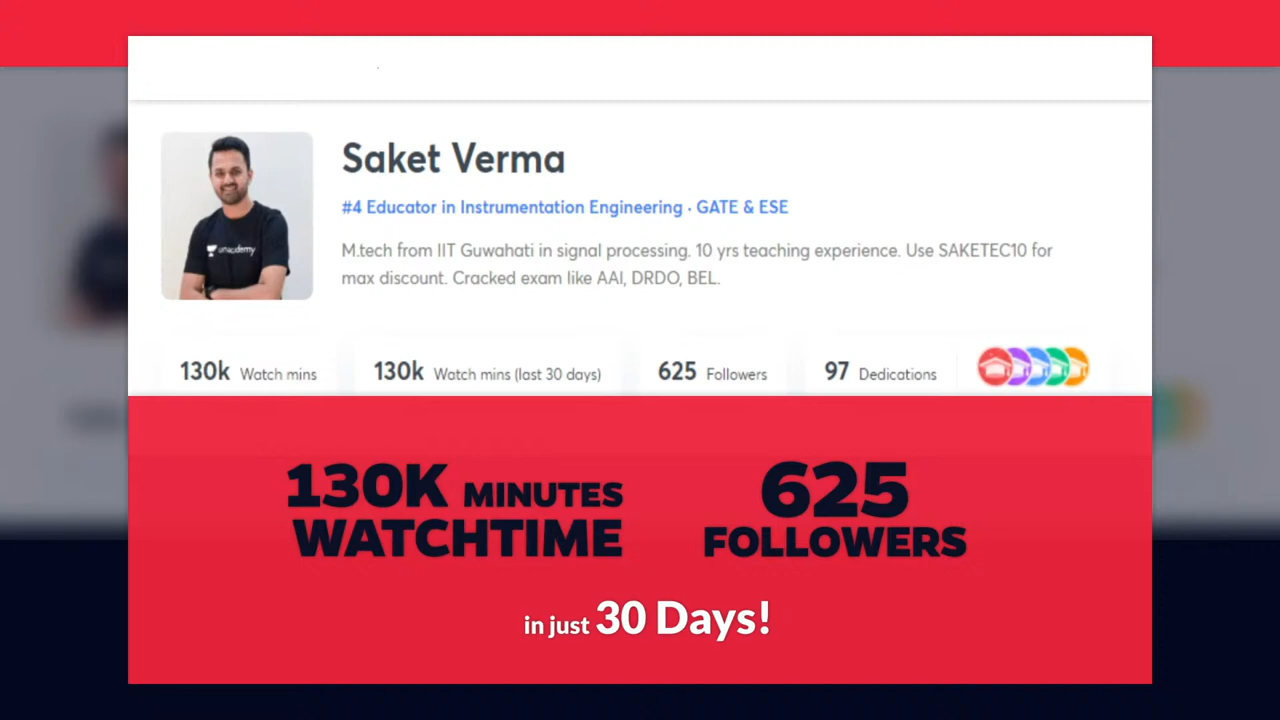 Saket Verma
#4 Educator in Instrumentation Engineering · GATE & ESE
M.tech from IIT Guwahati in signal processing. 10 yrs teaching experience. Use SAKETEC10 for
max discount. Cracked exam like AAI, DRDO, BEL.
unacademy
130k Watch mins 130k Watch mins (last 30 days) 625 Followers 97 Dedications
130K MINUTES
WATCHTIME
625
FOLLOWERS
in just 30 Days!